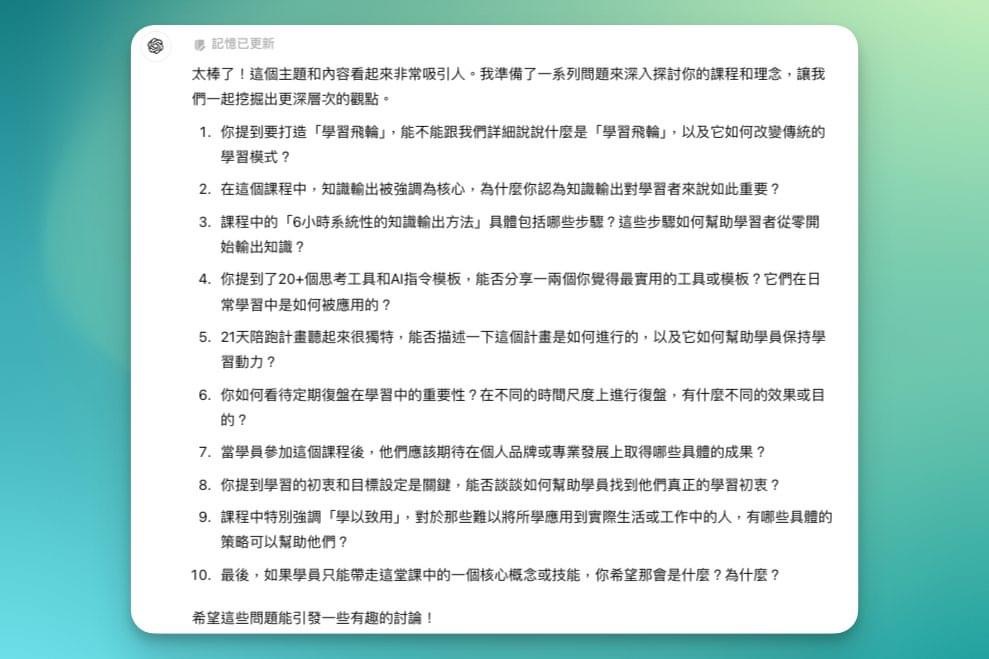 記憶已更新
太棒了！這個主題和內容看起來非常吸引人。我準備了一系列問題來深入探討你的課程和理念，讓我
們一起挖掘出更深層次的觀點。
1. 你提到要打造「學習飛輪」，能不能跟我們詳細說說什麼是「學習飛輪」，以及它如何改變傳統的
學習模式？
2. 在這個課程中，知識輸出被強調為核心，為什麼你認為知識輸出對學習者來說如此重要？
3. 課程中的「6小時系統性的知識輸出方法」具體包括哪些步驟？這些步驟如何幫助學習者從零開
始輸出知識？
4. 你提到了20+個思考工具和AI指令模板，能否分享一兩個你覺得最實用的工具或模板？它們在日
常學習中是如何被應用的？
5. 21天陪跑計畫聽起來很獨特，能否描述一下這個計畫是如何進行的，以及它如何幫助學員保持學
習動力？
6. 你如何看待定期復盤在學習中的重要性？在不同的時間尺度上進行復盤，有什麼不同的效果或目
的？
7. 當學員參加這個課程後，他們應該期待在個人品牌或專業發展上取得哪些具體的成果？
8. 你提到學習的初衷和目標設定是關鍵，能否談談如何幫助學員找到他們真正的學習初衷？
9. 課程中特別強調「學以致用」，對於那些難以將所學應用到實際生活或工作中的人，有哪些具體的
策略可以幫助他們？
10. 最後，如果學員只能帶走這堂課中的一個核心概念或技能，你希望那會是什麼？為什麼？
希望這些問題能引發一些有趣的討論！